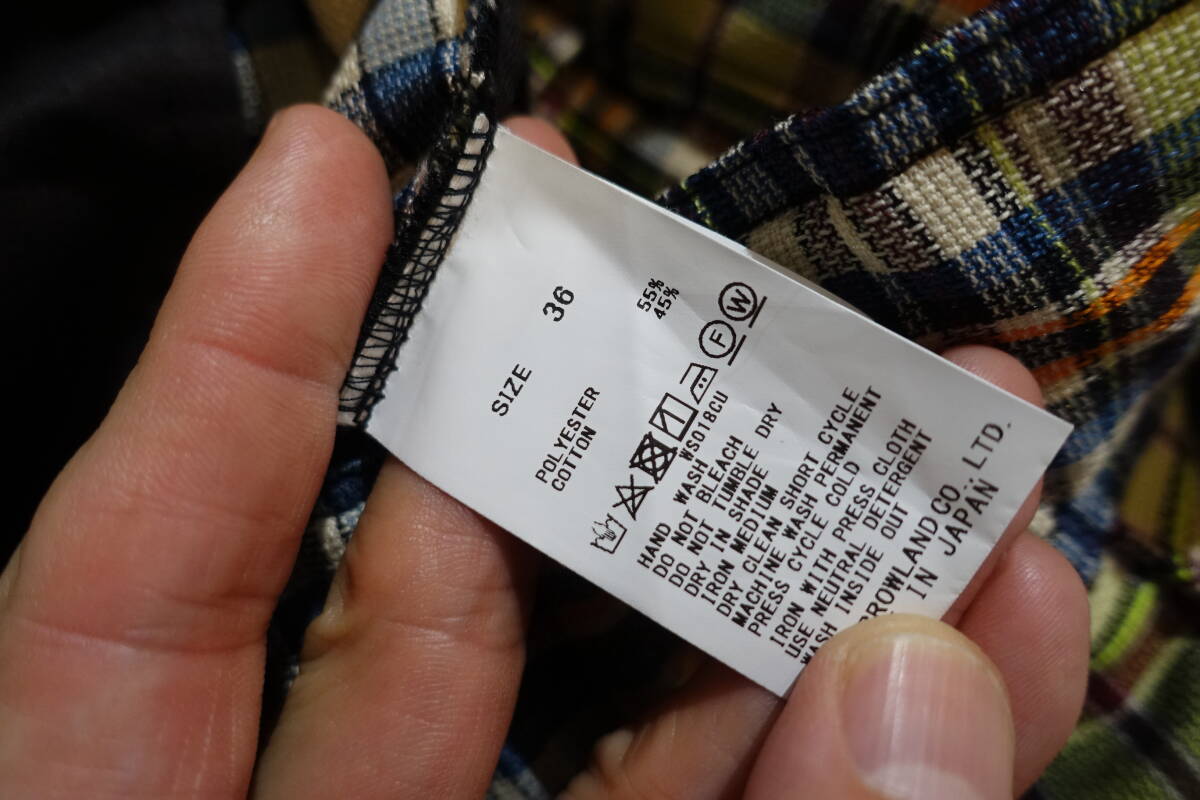 SIZE 36
POLYESTER 55%
COTTON 45%
F W
WS018CU
HAND WASH
DO NOT BLEACH
DO NOT TUMBLE DRY
DRY IN SHADE
IRON MEDIUM
DRY CLEAN SHORT CYCLE
MACHINE WASH PERMANENT
PRESS CYCLE COLD
IRON WITH PRESS CLOTH
USE NEUTRAL DETERGENT
WASH INSIDE OUT
ROWLAND CO.,LTD.
IN JAPAN